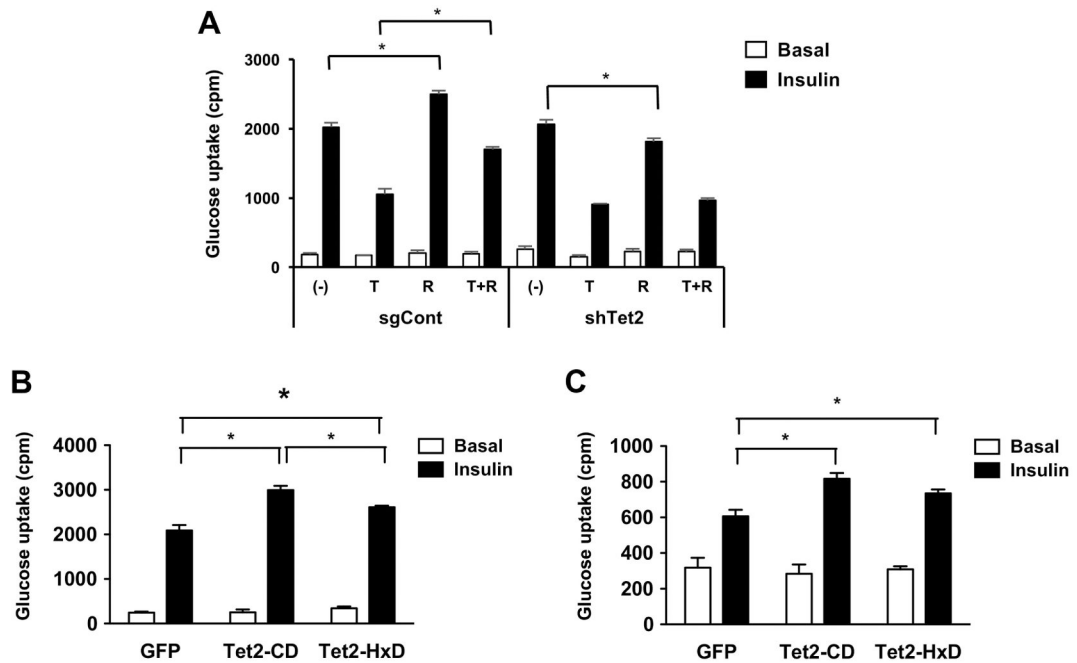 A
Basal
Insulin
Glucose uptake (cpm)
3000
2000
1000
0
* * *
(-) T R T+R (-) T R T+R
sgCont shTet2
B
Basal
Insulin
Glucose uptake (cpm)
4000
3000
2000
1000
0
*
* *
GFP Tet2-CD Tet2-HxD
C
Basal
Insulin
Glucose uptake (cpm)
1000
800
600
400
200
0
*
*
GFP Tet2-CD Tet2-HxD